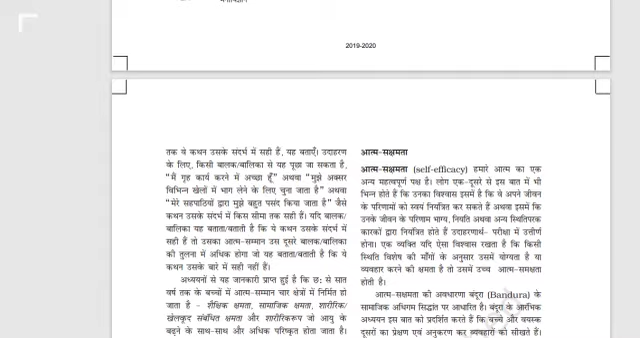 2019-2020
तक ये कथन उसके संदर्भ में सही हैं, यह बताएँ। उदाहरण
के लिए, किसी बालक/बालिका से यह पूछा जा सकता है,
“मैं गृह कार्य करने में अच्छा हूँ” अथवा “मुझे अक्सर
विभिन्न खेलों में भाग लेने के लिए चुना जाता है” अथवा
“मेरे सहपाठियों द्वारा मुझे बहुत पसंद किया जाता है” जैसे
कथन उसके संदर्भ में किस सीमा तक सही हैं। यदि बालक/
बालिका यह बताता/बताती है कि ये कथन उसके संदर्भ में
सही हैं तो उसका आत्म-सम्मान उस दूसरे बालक/बालिका
की तुलना में अधिक होगा जो यह बताता/बताती है कि ये
कथन उसके बारे में सही नहीं हैं।
अध्ययनों से यह जानकारी प्राप्त हुई है कि छः से सात
वर्ष तक के बच्चों में आत्म-सम्मान चार क्षेत्रों में निर्मित हो
जाता है - शैक्षिक क्षमता, सामाजिक क्षमता, शारीरिक/
खेलकूद संबंधित क्षमता और शारीरिकरूप जो आयु के
बढ़ने के साथ-साथ और अधिक परिष्कृत होता जाता है।
आत्म-सक्षमता
आत्म-सक्षमता (self-efficacy) हमारे आत्म का एक
अन्य महत्वपूर्ण पक्ष है। लोग एक-दूसरे से इस बात में भी
भिन्न होते हैं कि उनका विश्वास इसमें है कि वे अपने जीवन
के परिणामों को स्वयं नियंत्रित कर सकते हैं अथवा इसमें कि
उनके जीवन के परिणाम भाग्य, नियति अथवा अन्य स्थितिपरक
कारकों द्वारा नियंत्रित होते हैं उदाहरणार्थ- परीक्षा में उत्तीर्ण
होना। एक व्यक्ति यदि ऐसा विश्वास रखता है कि किसी
स्थिति विशेष की माँगों के अनुसार उसमें योग्यता है या
व्यवहार करने की क्षमता है तो उसमें उच्च आत्म-सक्षमता
होती है।
आत्म-सक्षमता की अवधारणा बंदूरा (Bandura) के
सामाजिक अधिगम सिद्धांत पर आधारित है। बंदूरा के आरंभिक
अध्ययन इस बात को प्रदर्शित करते हैं कि बच्चे और वयस्क
दूसरों का प्रेक्षण एवं अनुकरण कर व्यवहारों को सीखते हैं।